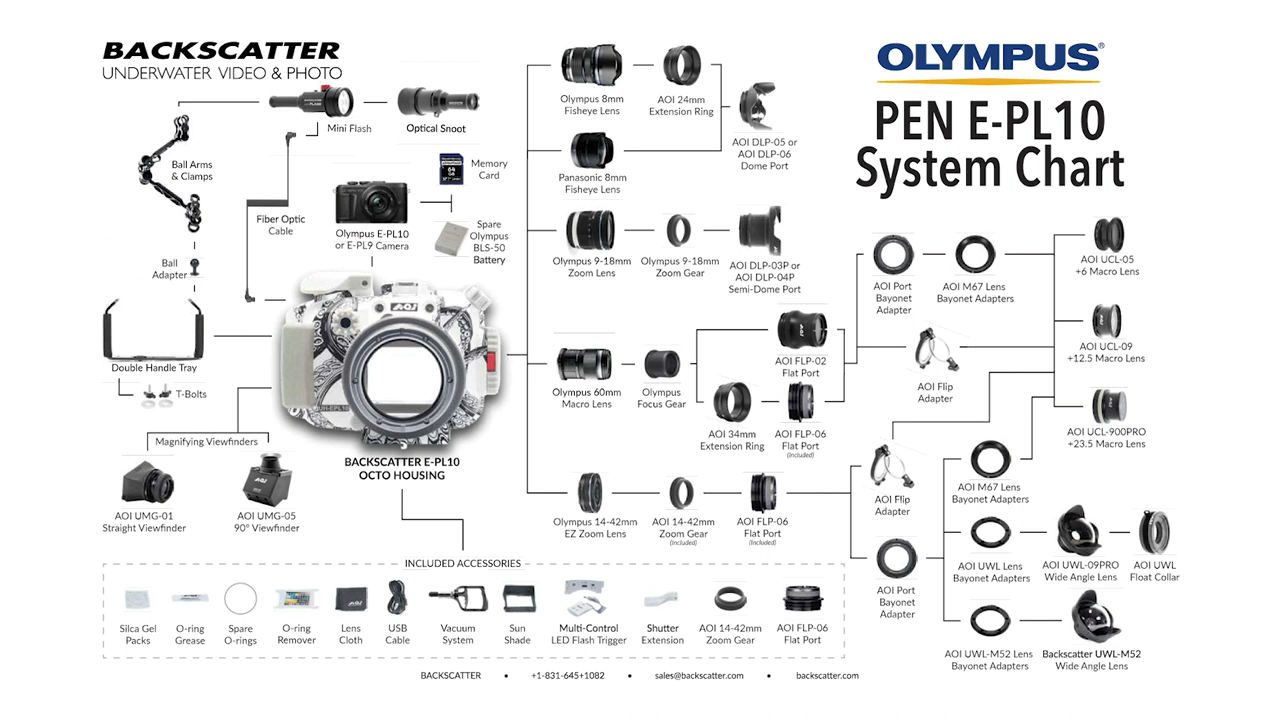 BACKSCATTER
UNDERWATER VIDEO & PHOTO
OLYMPUS®
PEN E-PL10
System Chart
Mini Flash
Optical Snoot
Ball Arms
& Clamps
Memory
Card
Fiber Optic
Cable
Olympus E-PL10
or E-PL9 Camera
Spare
Olympus
BLS-50
Battery
Ball
Adapter
Double Handle Tray
T-Bolts
Magnifying Viewfinders
AOI UMG-01
Straight Viewfinder
AOI UMG-05
90° Viewfinder
AOI
UH-EPL10
BACKSCATTER E-PL10
OCTO HOUSING
Olympus 8mm
Fisheye Lens
AOI 24mm
Extension Ring
AOI DLP-05 or
AOI DLP-06
Dome Port
Panasonic 8mm
Fisheye Lens
Olympus 9-18mm
Zoom Lens
Olympus 9-18mm
Zoom Gear
AOI DLP-03P or
AOI DLP-04P
Semi-Dome Port
Olympus 60mm
Macro Lens
Olympus
Focus Gear
AOI FLP-02
Flat Port
AOI 34mm
Extension Ring
AOI FLP-06
Flat Port
(Included)
Olympus 14-42mm
EZ Zoom Lens
AOI 14-42mm
Zoom Gear
(Included)
AOI FLP-06
Flat Port
(Included)
AOI Port
Bayonet
Adapter
AOI M67 Lens
Bayonet Adapters
AOI UCL-05
+6 Macro Lens
AOI UCL-09
+12.5 Macro Lens
AOI Flip
Adapter
AOI UCL-900PRO
+23.5 Macro Lens
AOI Flip
Adapter
AOI M67 Lens
Bayonet Adapters
AOI Port
Bayonet
Adapter
AOI UWL Lens
Bayonet Adapters
AOI UWL-09PRO
Wide Angle Lens
AOI UWL
Float Collar
AOI UWL-M52 Lens
Bayonet Adapters
Backscatter UWL-M52
Wide Angle Lens
INCLUDED ACCESSORIES
Silca Gel
Packs
O-ring
Grease
Spare
O-rings
O-ring
Remover
Lens
Cloth
USB
Cable
Vacuum
System
Sun
Shade
Multi-Control
LED Flash Trigger
Shutter
Extension
AOI 14-42mm
Zoom Gear
AOI FLP-06
Flat Port
BACKSCATTER • +1-831-645+1082 • sales@backscatter.com • backscatter.com